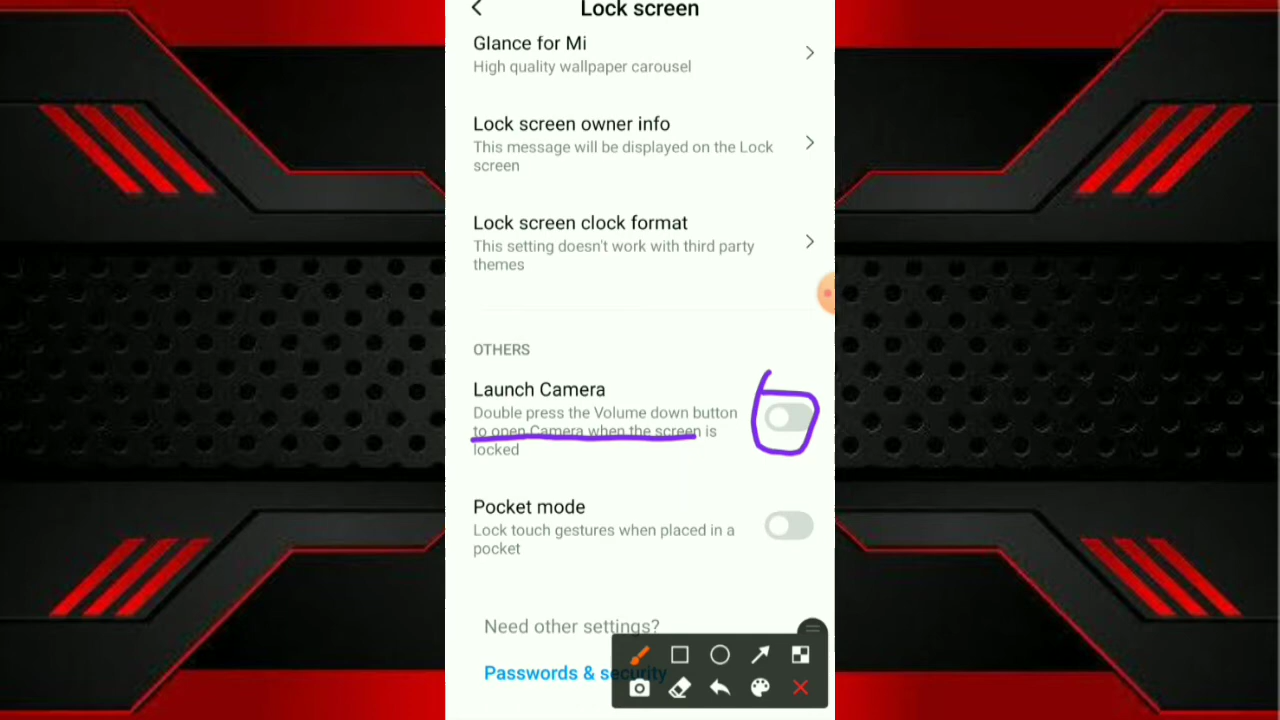 Lock screen
Glance for Mi
High quality wallpaper carousel
Lock screen owner info
This message will be displayed on the Lock
screen
Lock screen clock format
This setting doesn't work with third party
themes
OTHERS
Launch Camera
Double press the Volume down button
to open Camera when the screen is
locked
Pocket mode
Lock touch gestures when placed in a
pocket
Need other settings?
Passwords & security